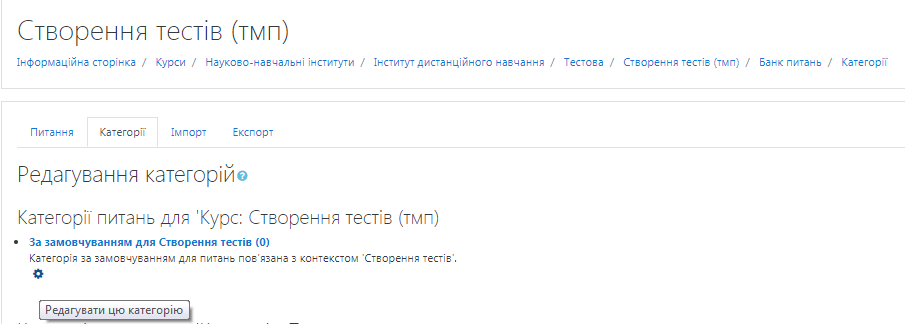 Створення тестів (тмп)
Інформаційна сторінка / Курси / Науково-навчальні інститути / Інститут дистанційного навчання / Тестова / Створення тестів (тмп) / Банк питань / Категорії
Питання Категорії Імпорт Експорт
Редагування категорій
Категорії питань для 'Курс: Створення тестів (тмп)
За замовчуванням для Створення тестів (0)
Категорія за замовчуванням для питань пов'язана з контекстом 'Створення тестів'.
Редагувати цю категорію